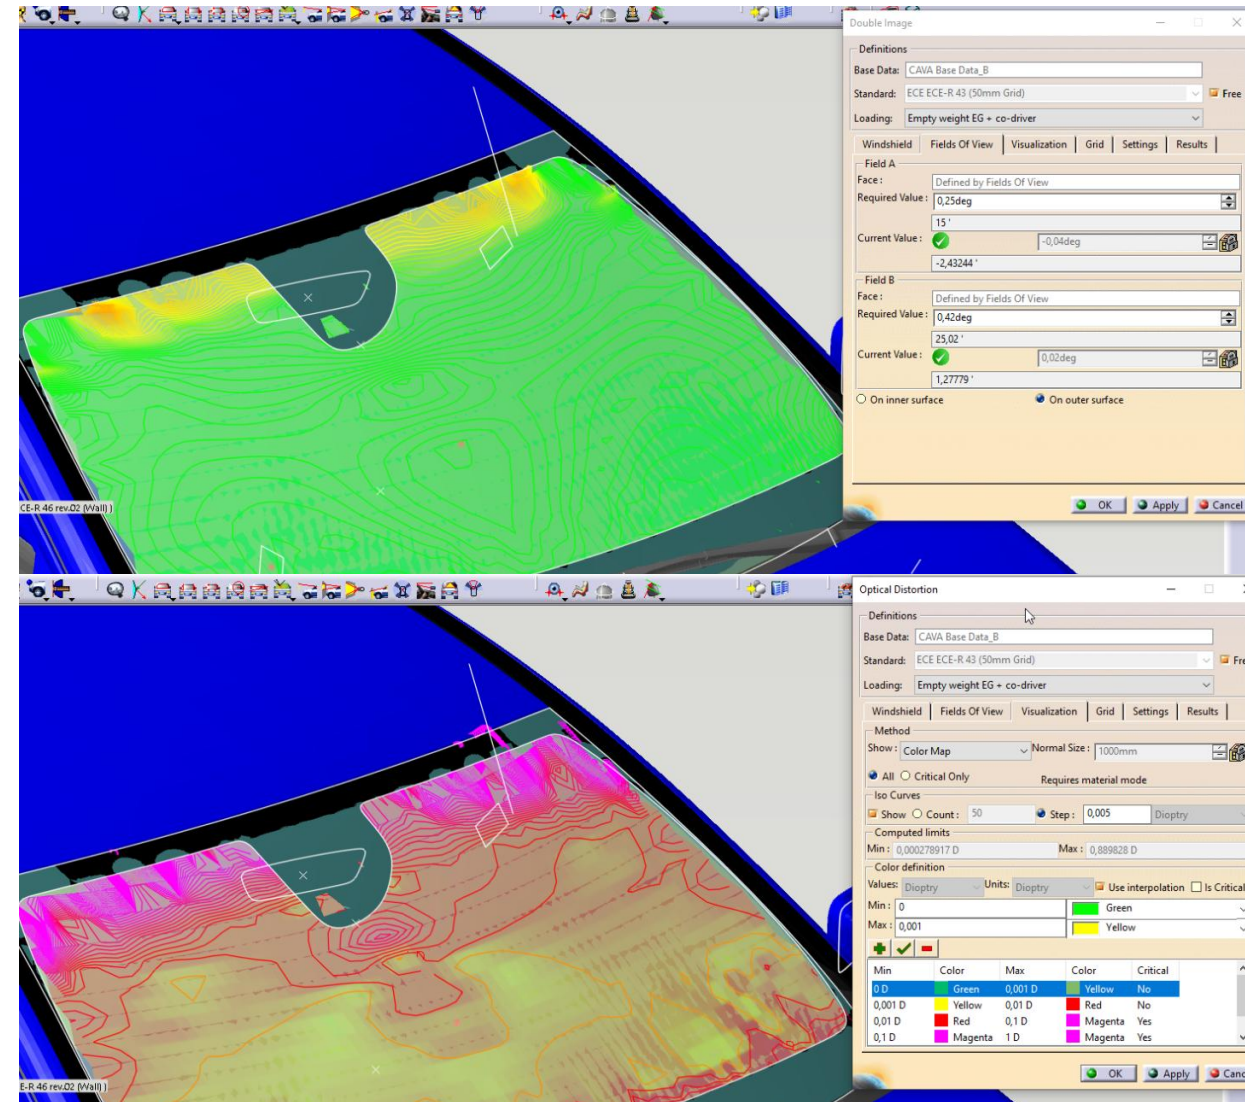 Double Image
Definitions
Base Data: CAVA Base Data_B
Standard: ECE ECE-R 43 (50mm Grid) Free
Loading: Empty weight EG + co-driver
Windshield Fields Of View Visualization Grid Settings Results
Field A
Face : Defined by Fields Of View
Required Value : 0,25deg
15 '
Current Value : -0,04deg
-2,43244 '
Field B
Face : Defined by Fields Of View
Required Value : 0,42deg
25,02 '
Current Value : 0,02deg
1,27779 '
On inner surface On outer surface
CE-R 46 rev.02 (Wall) )
OK Apply Cancel
Optical Distortion
Definitions
Base Data: CAVA Base Data_B
Standard: ECE ECE-R 43 (50mm Grid) Fre
Loading: Empty weight EG + co-driver
Windshield Fields Of View Visualization Grid Settings Results
Method
Show : Color Map Normal Size : 1000mm
All Critical Only Requires material mode
Iso Curves
Show Count : 50 Step : 0,005 Dioptry
Computed limits
Min : 0,000278917 D Max : 0,889828 D
Color definition
Values: Dioptry Units: Dioptry Use interpolation Is Critical
Min : 0 Green
Max : 0,001 Yellow
Min Color Max Color Critical
0 D Green 0,001 D Yellow No
0,001 D Yellow 0,01 D Red No
0,01 D Red 0,1 D Magenta Yes
0,1 D Magenta 1 D Magenta Yes
OK Apply Canc
E-R 46 rev.02 (Wall) )